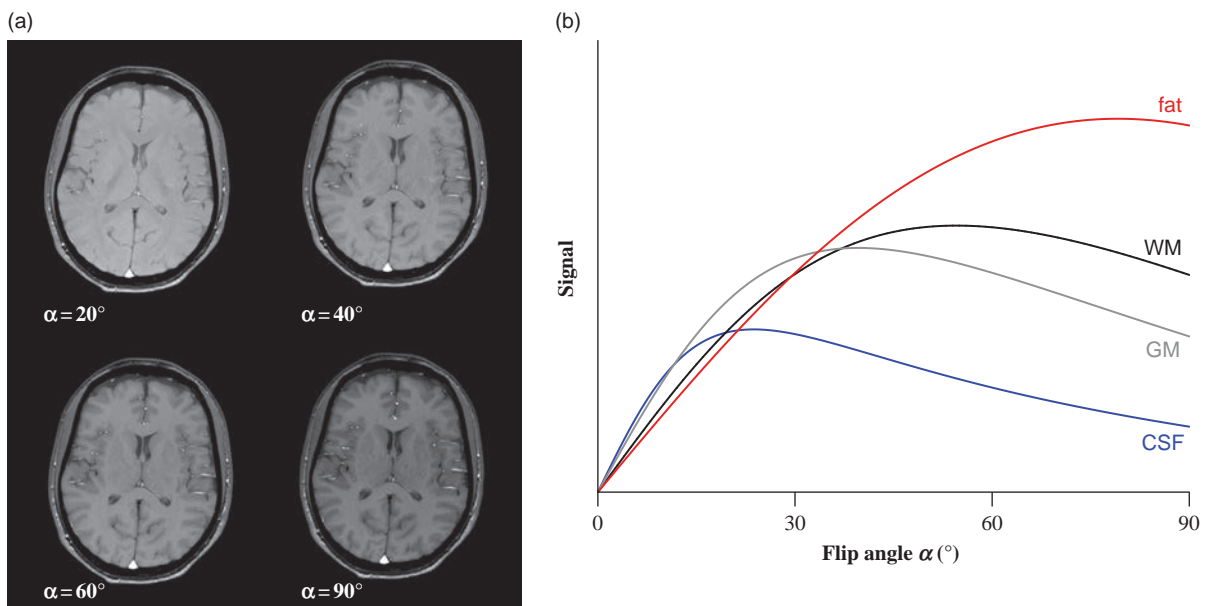 (a)
α = 20°
α = 40°
α = 60°
α = 90°
(b)
Signal
fat
WM
GM
CSF
0
30
60
90
Flip angle α (°)